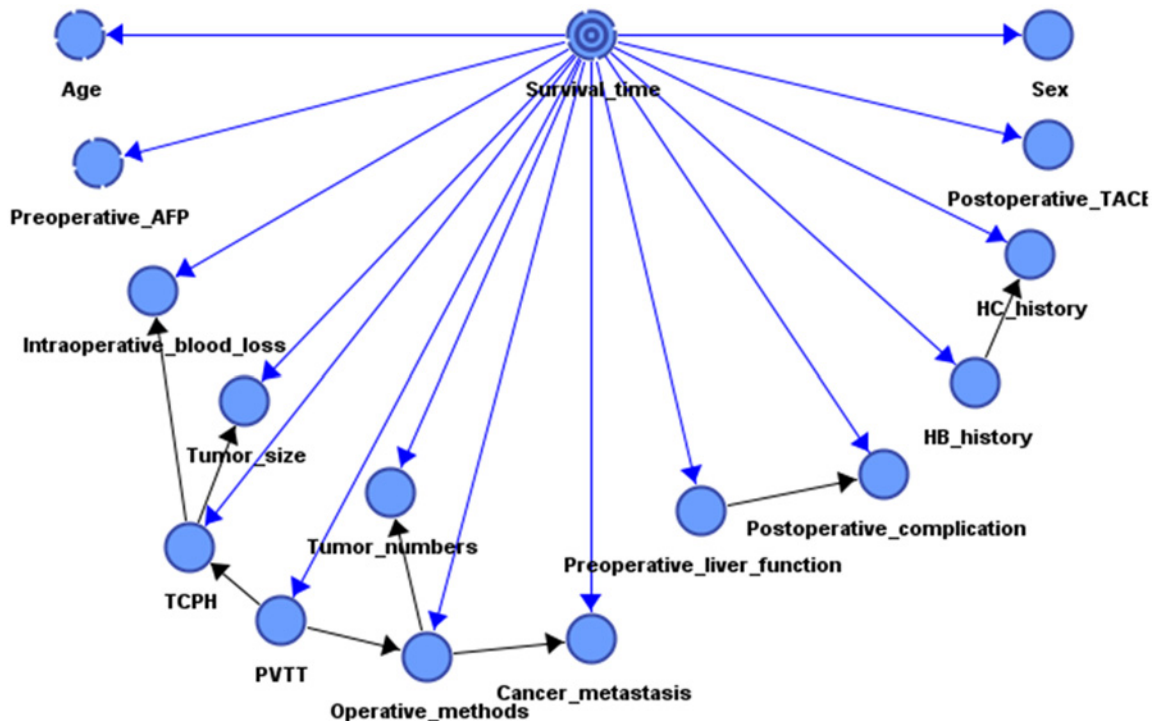 Age
Survival_time
Sex
Preoperative_AFP
Postoperative_TACE
HC_history
Intraoperative_blood_loss
HB_history
Tumor_size
Postoperative_complication
Tumor_numbers
Preoperative_liver_function
TCPH
PVTT
Cancer_metastasis
Operative_methods